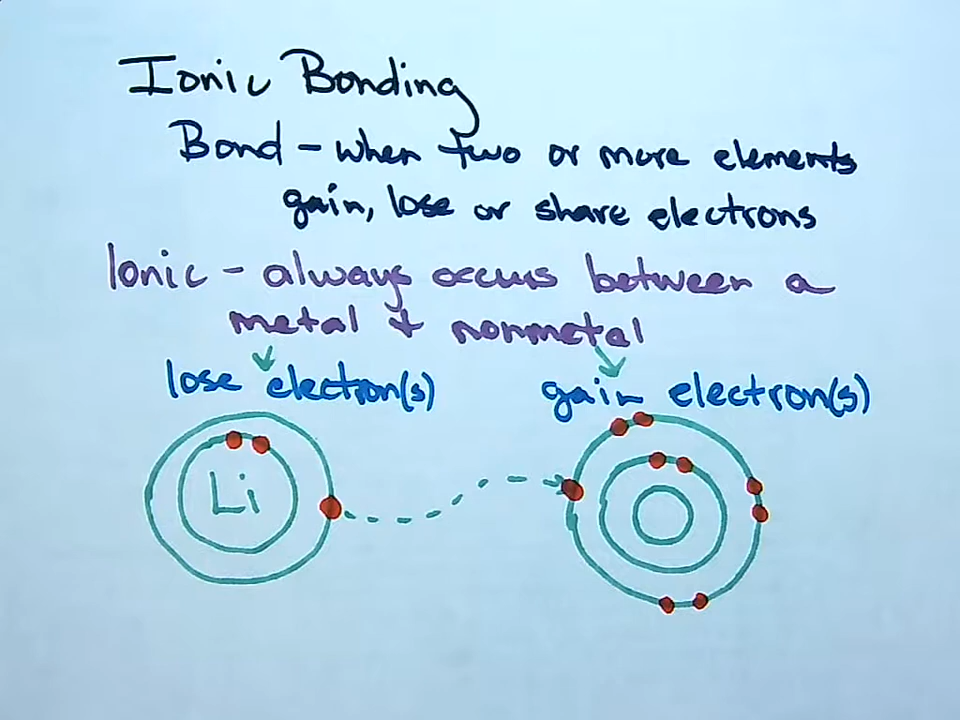 Ionic Bonding
Bond - when two or more elements
gain, lose or share electrons
Ionic - always occurs between a
metal + nonmetal
lose electron(s) gain electron(s)
Li